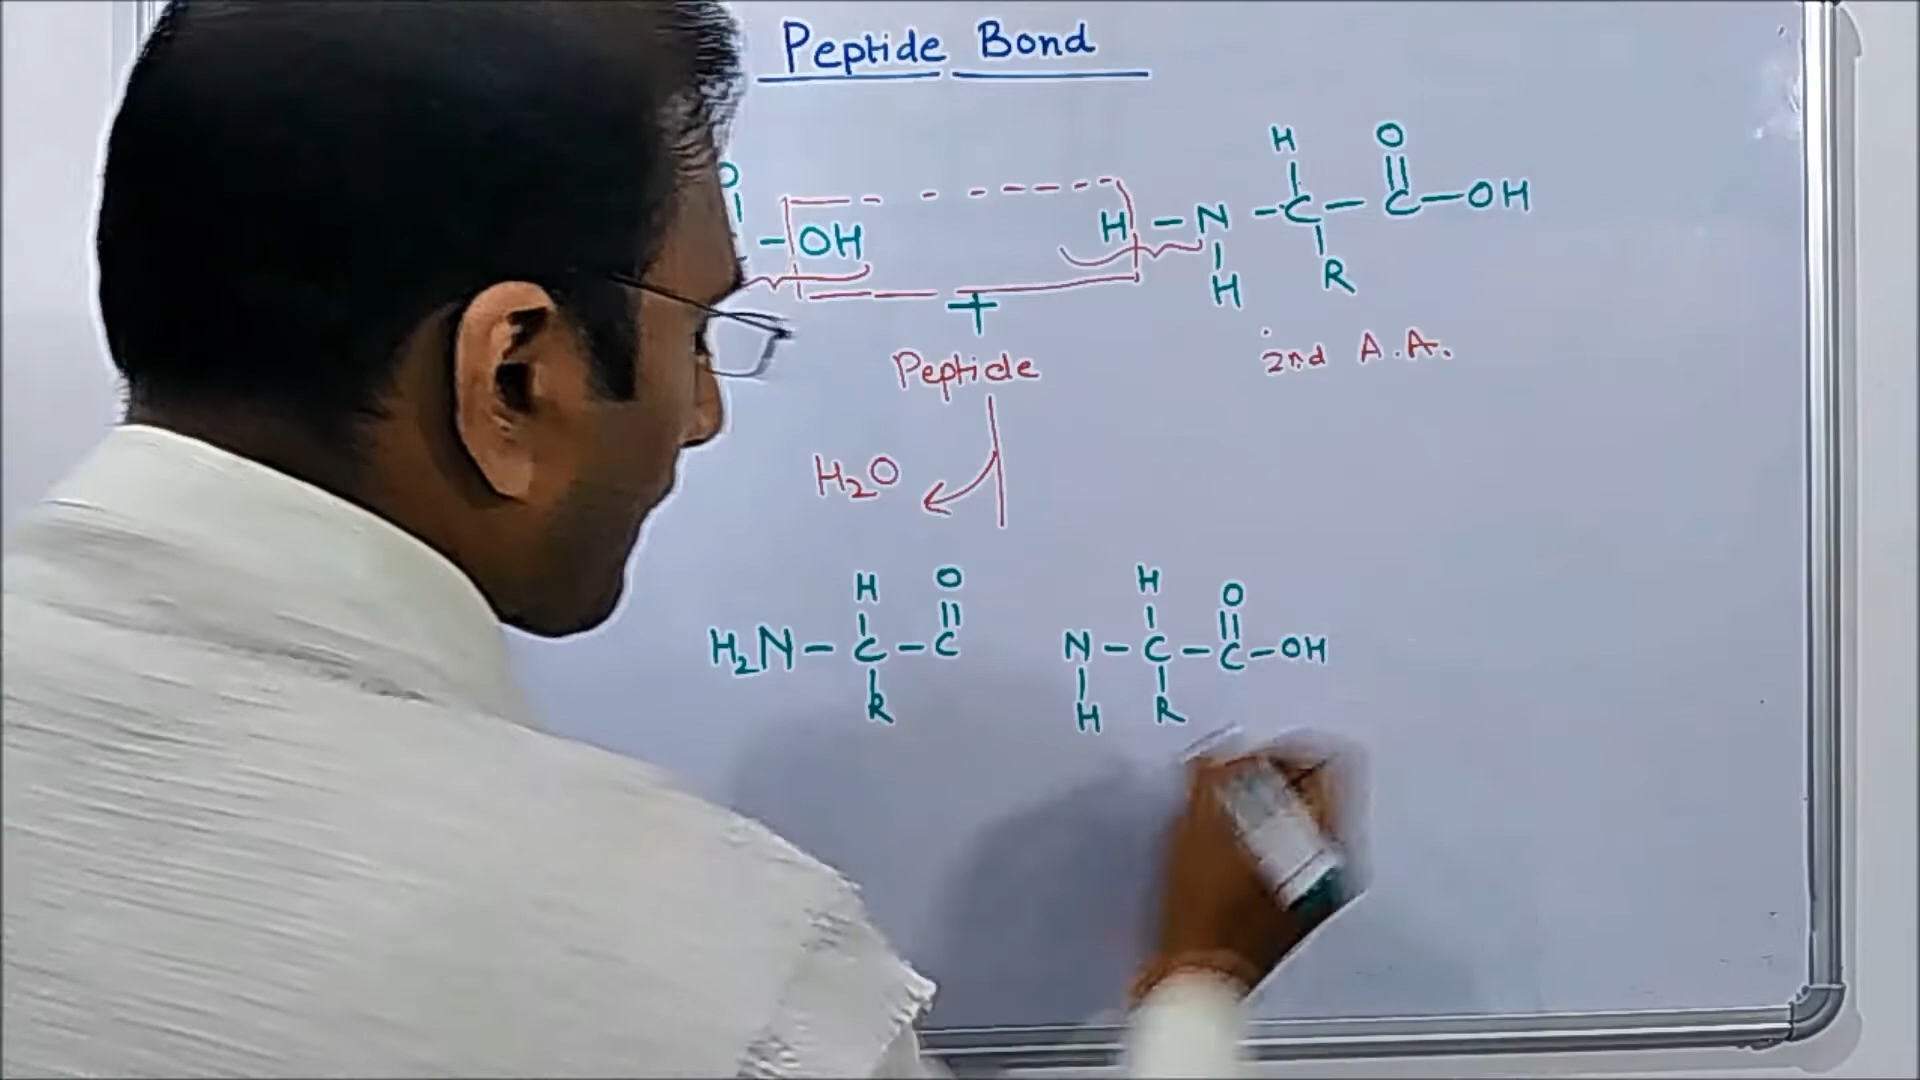 Peptide Bond
H O
O
-OH H-N-C-C-OH
H R
+
2nd A.A.
Peptide
H2O
H O H O
H2N-C-C N-C-C-OH
R H R